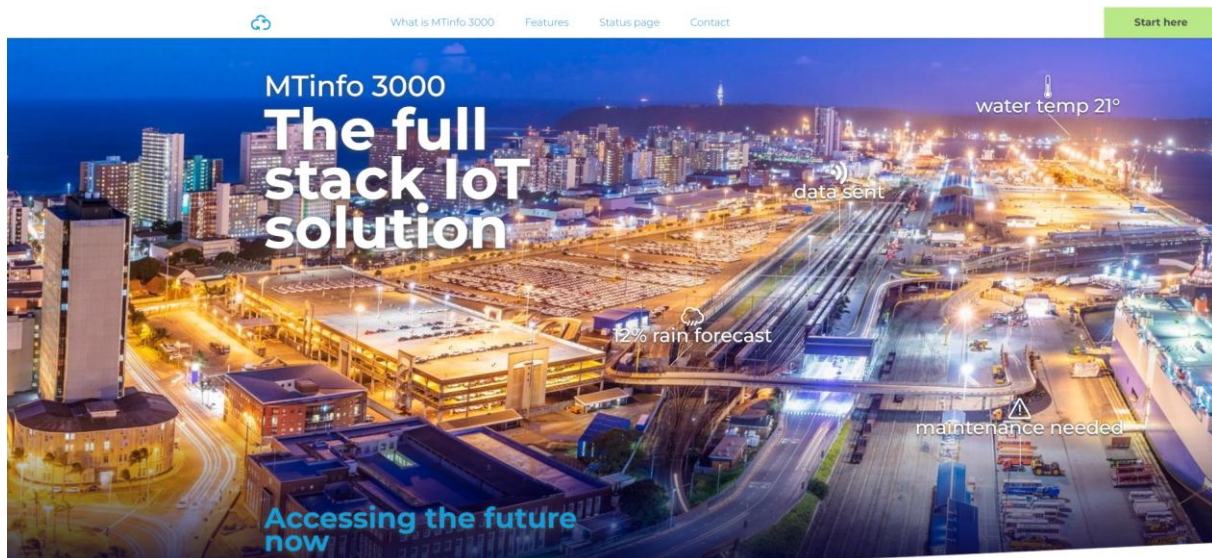 What is MTinfo 3000
Features
Status page
Contact
Start here
MTinfo 3000
The full
stack IoT
solution
water temp 21°
data sent
12% rain forecast
maintenance needed
Accessing the future
now